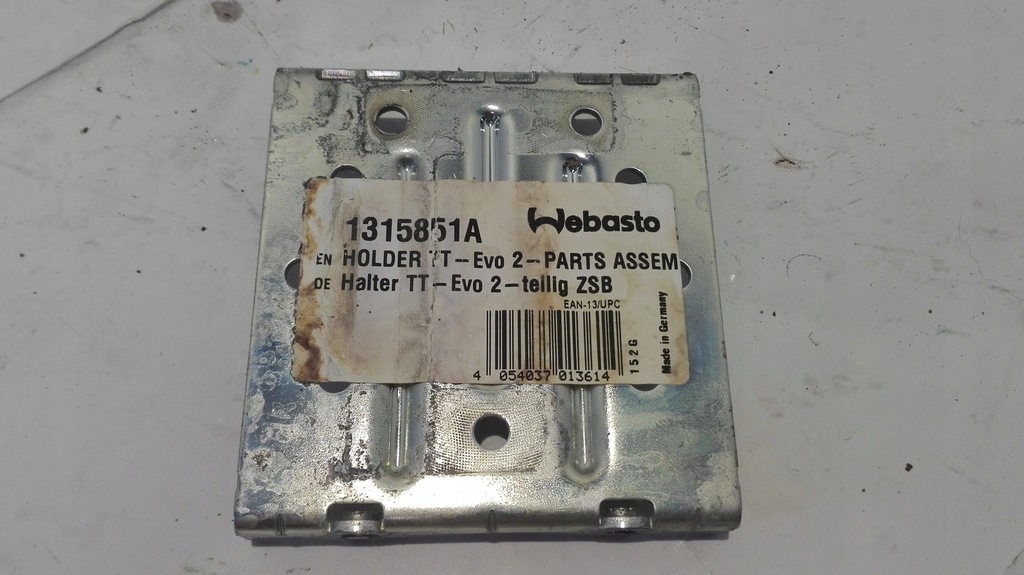 1315851A Webasto
EN HOLDER TT-Evo 2-PARTS ASSEM
DE Halter TT-Evo 2-teilig ZSB
EAN-13/UPC
4 054037 013614
152G
Made in Germany